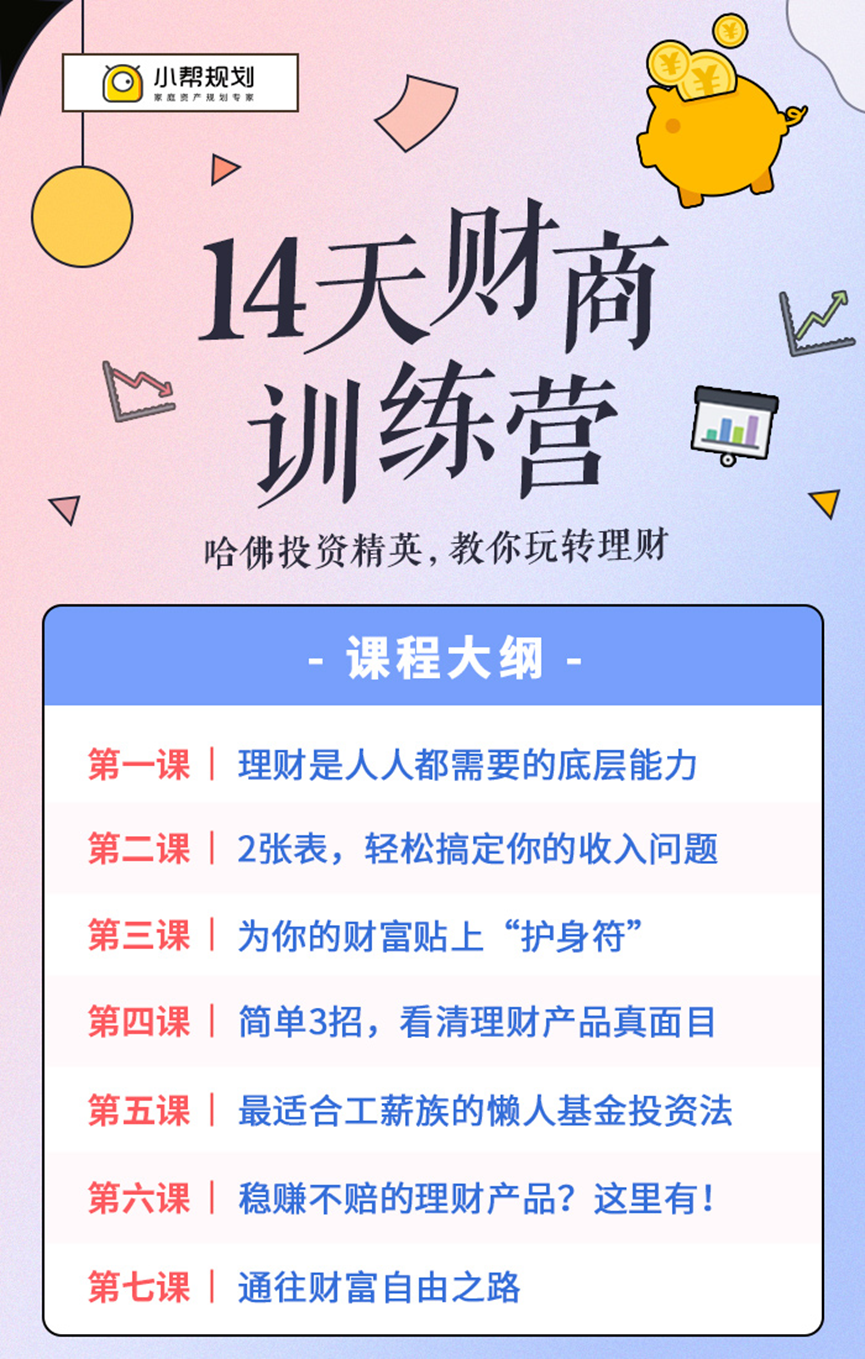 小帮规划
家庭资产规划专家
14天财商
训练营
哈佛投资精英,教你玩转理财
- 课程大纲 -
第一课｜理财是人人都需要的底层能力
第二课｜2张表，轻松搞定你的收入问题
第三课｜为你的财富贴上“护身符”
第四课｜简单3招，看清理财产品真面目
第五课｜最适合工薪族的懒人基金投资法
第六课｜稳赚不赔的理财产品？这里有！
第七课｜通往财富自由之路